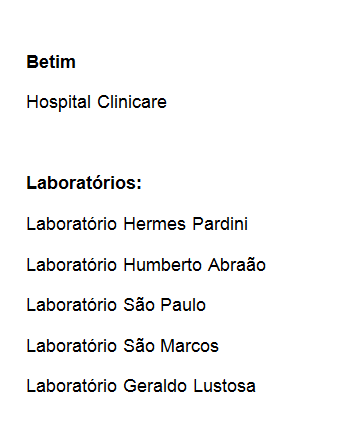 Betim
Hospital Clinicare
Laboratórios:
Laboratório Hermes Pardini
Laboratório Humberto Abraão
Laboratório São Paulo
Laboratório São Marcos
Laboratório Geraldo Lustosa